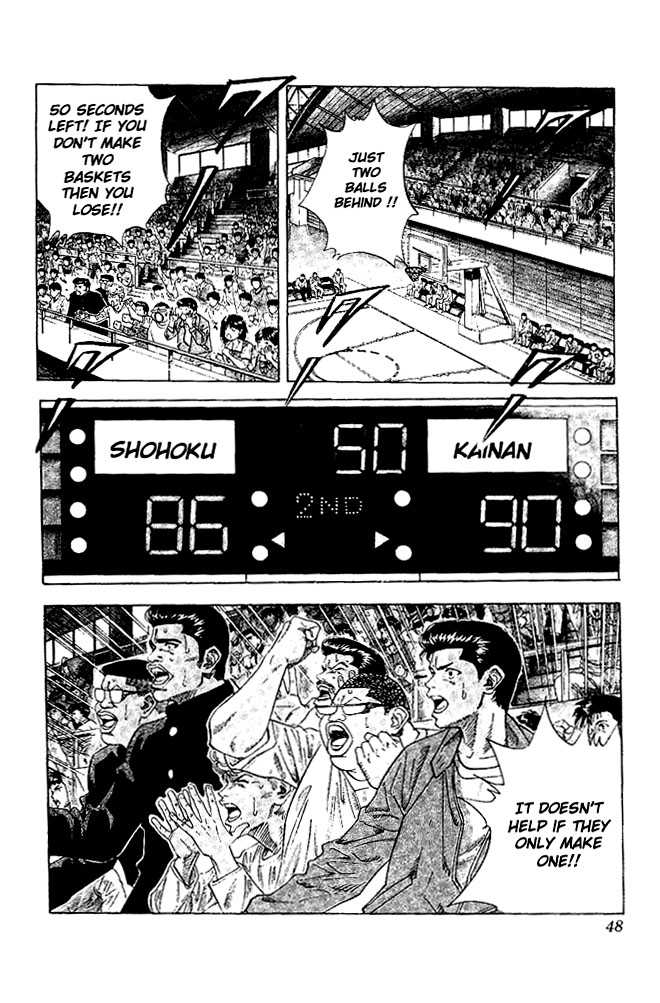 JUST
TWO
BALLS
BEHIND !!
50 SECONDS
LEFT! IF YOU
DON'T MAKE
TWO
BASKETS
THEN YOU
LOSE!!
SHOHOKU
50
KAINAN
86
2ND
90
IT DOESN'T
HELP IF THEY
ONLY MAKE
ONE!!
48